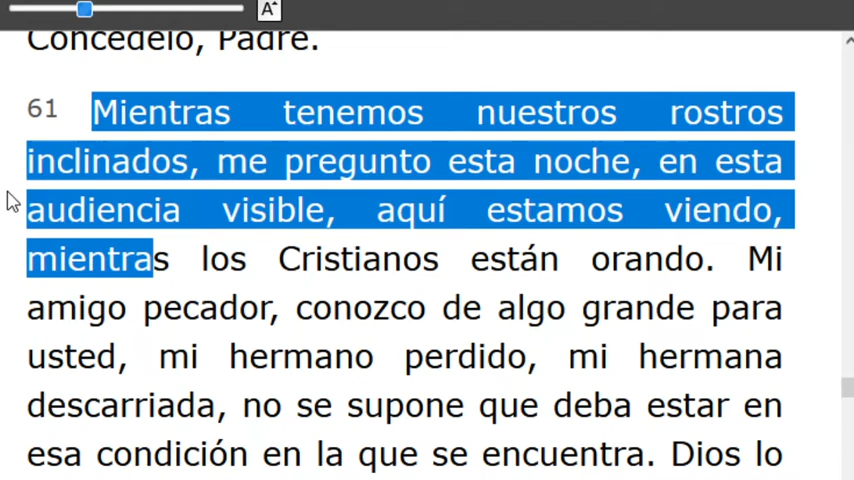 A
Concédelo, Padre.
61 Mientras tenemos nuestros rostros
inclinados, me pregunto esta noche, en esta
audiencia visible, aquí estamos viendo,
mientras los Cristianos están orando. Mi
amigo pecador, conozco de algo grande para
usted, mi hermano perdido, mi hermana
descarriada, no se supone que deba estar en
esa condición en la que se encuentra. Dios lo